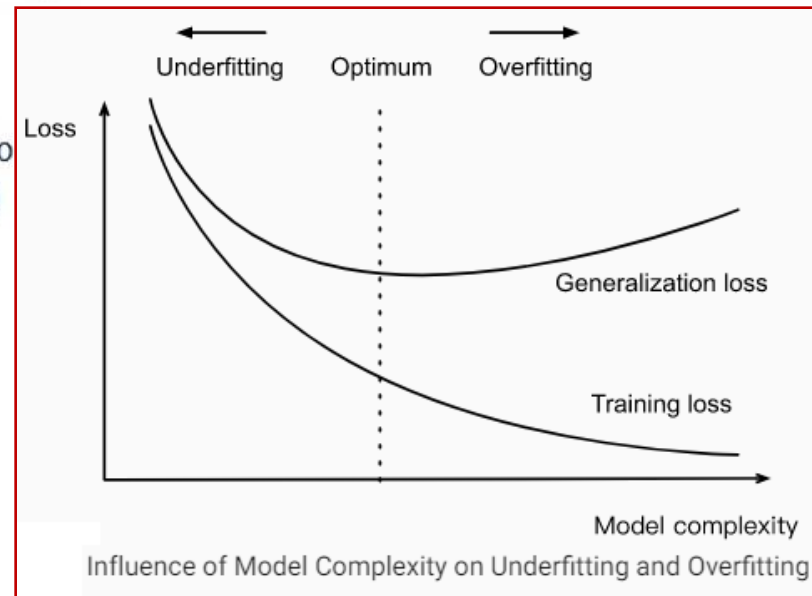 Underfitting Optimum Overfitting
Loss
Generalization loss
Training loss
Model complexity
Influence of Model Complexity on Underfitting and Overfitting